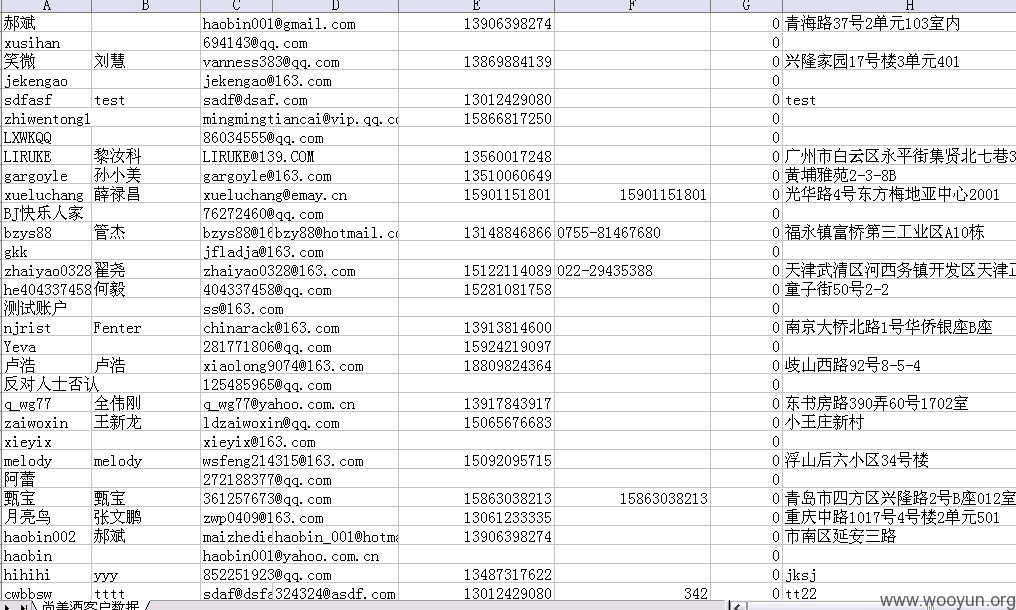 A B C D E F G H
郝斌 haobin001@gmail.com 13906398274 0 青海路37号2单元103室内
xusihan 694143@qq.com 0
笑微 刘慧 vanness383@qq.com 13869884139 0 兴隆家园17号楼3单元401
jekengao jekengao@163.com 0
sdfasf test sadf@dsaf.com 13012429080 0 test
zhiwentong1 mingmingtiancai@vip.qq.co 15866817250 0
LXWKQQ 86034555@qq.com 0
LIRUKE 黎汝科 LIRUKE@139.COM 13560017248 0 广州市白云区永平街集贤北七巷3
gargoyle 孙小美 gargoyle@163.com 13510060649 0 黄埔雅苑2-3-8B
xueluchang 薛禄昌 xueluchang@emay.cn 15901151801 15901151801 0 光华路4号东方梅地亚中心2001
BJ快乐人家 76272460@qq.com 0
bzys88 管杰 bzys88@16 bzy88@hotmail.co 13148846866 0755-81467680 0 福永镇富桥第三工业区A10栋
gkk jfladja@163.com 0
zhaiyao0328 翟尧 zhaiyao0328@163.com 15122114089 022-29435388 0 天津武清区河西务镇开发区天津正
he404337458 何毅 404337458@qq.com 15281081758 0 童子街50号2-2
测试账户 ss@163.com 0
njrist Fenter chinarack@163.com 13913814600 0 南京大桥北路1号华侨银座B座
Yeva 281771806@qq.com 15924219097 0
卢浩 卢浩 xiaolong9074@163.com 18809824364 0 歧山西路92号8-5-4
反对人士否认 125485965@qq.com 0
q_wg77 全伟刚 q_wg77@yahoo.com.cn 13917843917 0 东书房路390弄60号1702室
zaiwoxin 王新龙 ldzaiwoxin@qq.com 15065676683 0 小王庄新村
xieyix xieyix@163.com 0
melody melody wsfeng214315@163.com 15092095715 0 浮山后六小区34号楼
阿蕾 272188377@qq.com 0
甄宝 甄宝 361257673@qq.com 15863038213 15863038213 0 青岛市四方区兴隆路2号B座012室
月亮鸟 张文鹏 zwp0409@163.com 13061233335 0 重庆中路1017号4号楼2单元501
haobin002 郝斌 maizhedie haobin_001@hotma 13906398274 0 市南区延安三路
haobin haobin001@yahoo.com.cn 0
hihihi yyy 852251923@qq.com 13487317622 0 jksj
cwbbsw tttt sdaf@dsfa 324324@asdf.com 13012429080 342 0 tt22
尚美酒客户数据
www.wooyun.org